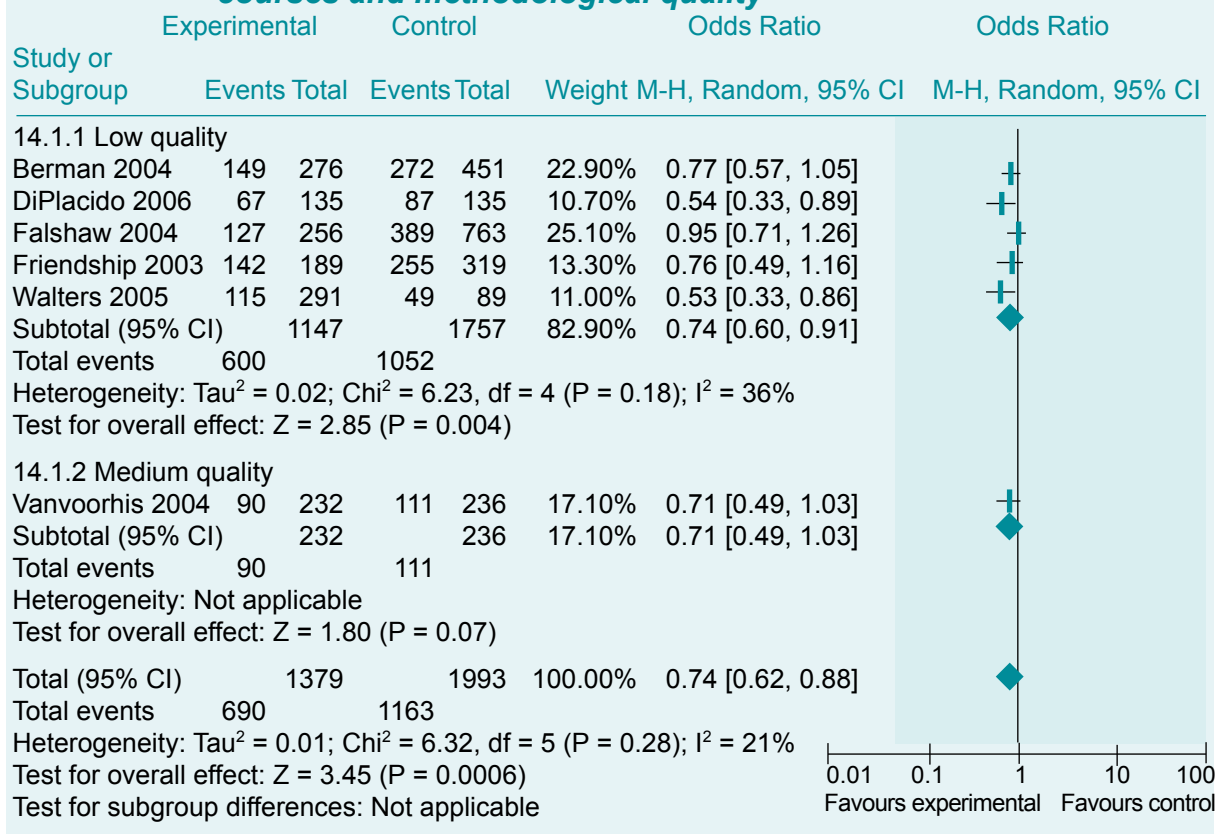 courses and methodological quality
Experimental Control Odds Ratio Odds Ratio
Study or
Subgroup Events Total Events Total Weight M-H, Random, 95% CI M-H, Random, 95% CI
14.1.1 Low quality
Berman 2004 149 276 272 451 22.90% 0.77 [0.57, 1.05]
DiPlacido 2006 67 135 87 135 10.70% 0.54 [0.33, 0.89]
Falshaw 2004 127 256 389 763 25.10% 0.95 [0.71, 1.26]
Friendship 2003 142 189 255 319 13.30% 0.76 [0.49, 1.16]
Walters 2005 115 291 49 89 11.00% 0.53 [0.33, 0.86]
Subtotal (95% CI) 1147 1757 82.90% 0.74 [0.60, 0.91]
Total events 600 1052
Heterogeneity: Tau² = 0.02; Chi² = 6.23, df = 4 (P = 0.18); I² = 36%
Test for overall effect: Z = 2.85 (P = 0.004)
14.1.2 Medium quality
Vanvoorhis 2004 90 232 111 236 17.10% 0.71 [0.49, 1.03]
Subtotal (95% CI) 232 236 17.10% 0.71 [0.49, 1.03]
Total events 90 111
Heterogeneity: Not applicable
Test for overall effect: Z = 1.80 (P = 0.07)
Total (95% CI) 1379 1993 100.00% 0.74 [0.62, 0.88]
Total events 690 1163
Heterogeneity: Tau² = 0.01; Chi² = 6.32, df = 5 (P = 0.28); I² = 21%
Test for overall effect: Z = 3.45 (P = 0.0006)
Test for subgroup differences: Not applicable
0.01 0.1 1 10 100
Favours experimental Favours control